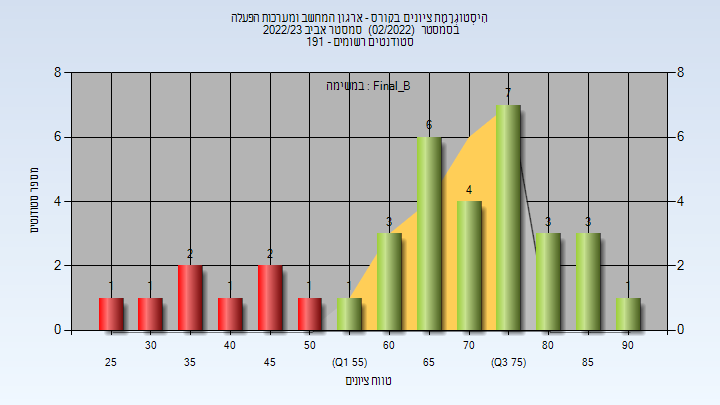 היסטוגרמת ציונים בקורס - ארגון המחשב ומערכות הפעלה
בסמסטר (02/2022) סמסטר אביב 2022/23
סטודנטים רשומים - 191
במשימה : Final_B
מספר סטודנטים
8 8
6 6
4 4
2 2
0 0
1 1 2 1 2 1 1 3 6 4 7 3 3 1
30 40 50 60 70 80 90
25 35 45 (Q1 55) 65 (Q3 75) 85
טווח ציונים